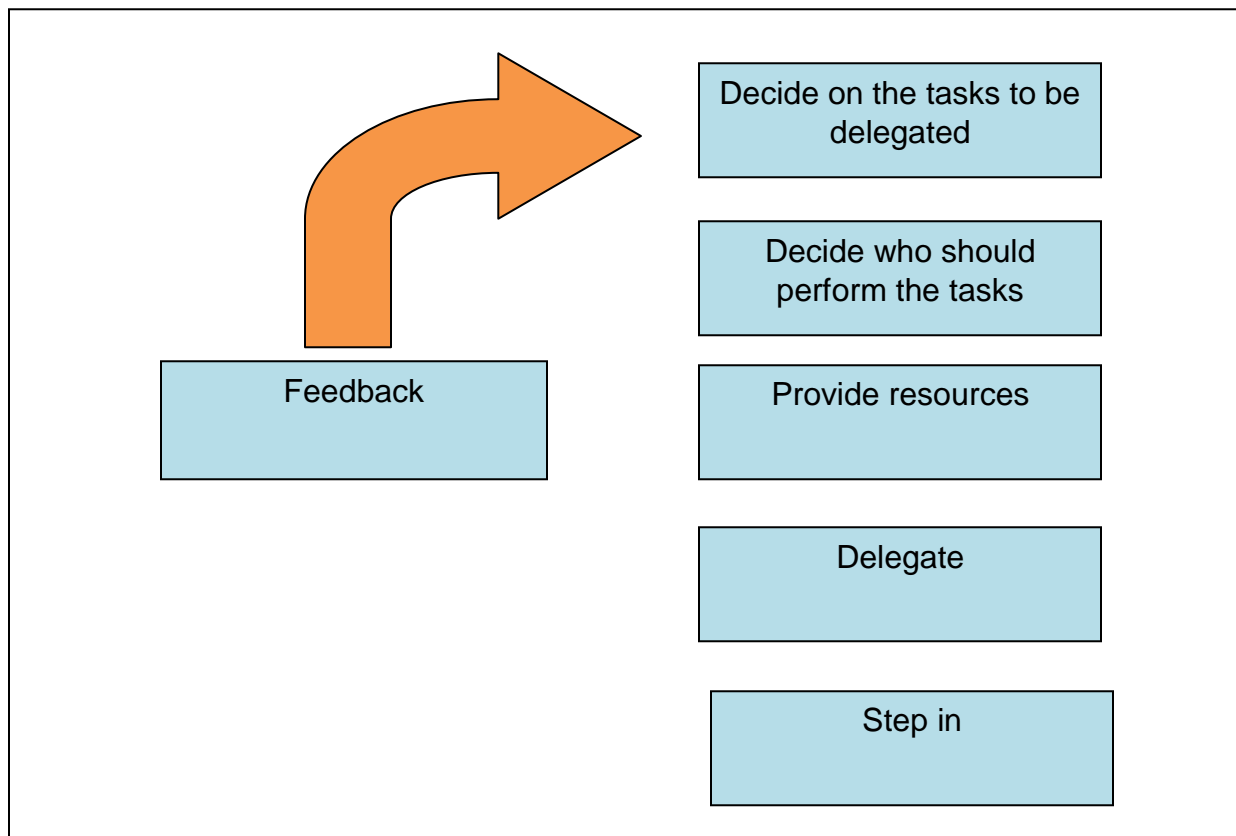 Decide on the tasks to be
delegated
Decide who should
perform the tasks
Feedback
Provide resources
Delegate
Step in